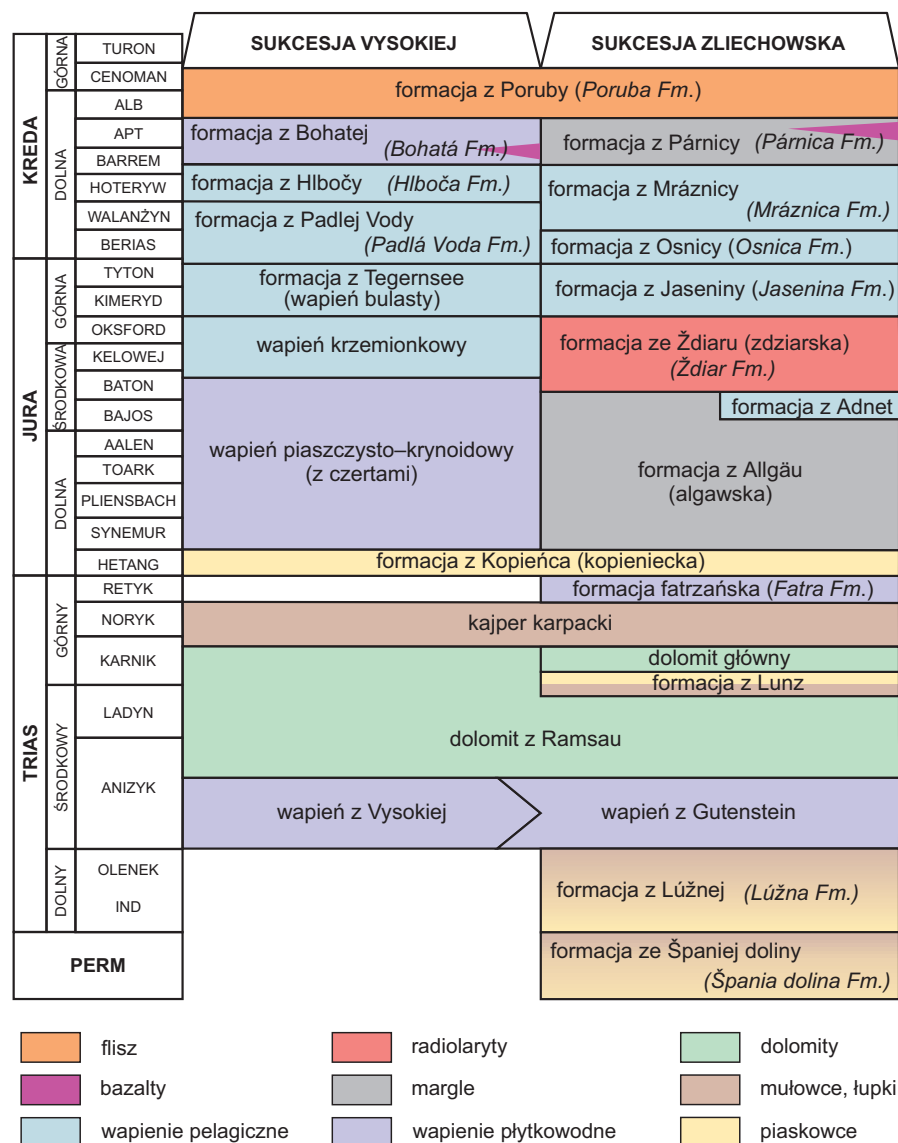 SUKCESJA VYSOKIEJ
SUKCESJA ZLIECHOWSKA
KREDA
GÓRNA
TURON
CENOMAN
DOLNA
ALB
APT
BARREM
HOTERYW
WALANŻYN
BERIAS
JURA
GÓRNA
TYTON
KIMERYD
OKSFORD
ŚRODKOWA
KELOWEJ
BATON
BAJOS
DOLNA
AALEN
TOARK
PLIENSBACH
SYNEMUR
HETANG
TRIAS
GÓRNY
RETYK
NORYK
KARNIK
ŚRODKOWY
LADYN
ANIZYK
DOLNY
OLENEK
IND
PERM
formacja z Poruby (Poruba Fm.)
formacja z Bohatej
(Bohatá Fm.)
formacja z Párnicy (Párnica Fm.)
formacja z Hlbočy (Hlboča Fm.)
formacja z Mráznicy
(Mráznica Fm.)
formacja z Padlej Vody
(Padlá Voda Fm.)
formacja z Osnicy (Osnica Fm.)
formacja z Tegernsee
(wapień bulasty)
formacja z Jaseniny (Jasenina Fm.)
wapień krzemionkowy
formacja ze Ždiaru (zdziarska)
(Ždiar Fm.)
formacja z Adnet
wapień piaszczysto–krynoidowy
(z czertami)
formacja z Allgäu
(algawska)
formacja z Kopieńca (kopieniecka)
formacja fatrzańska (Fatra Fm.)
kajper karpacki
dolomit główny
formacja z Lunz
dolomit z Ramsau
wapień z Vysokiej
wapień z Gutenstein
formacja z Lúžnej (Lúžna Fm.)
formacja ze Španiej doliny
(Špania dolina Fm.)
flisz
radiolaryty
dolomity
bazalty
margle
mułowce, łupki
wapienie pelagiczne
wapienie płytkowodne
piaskowce